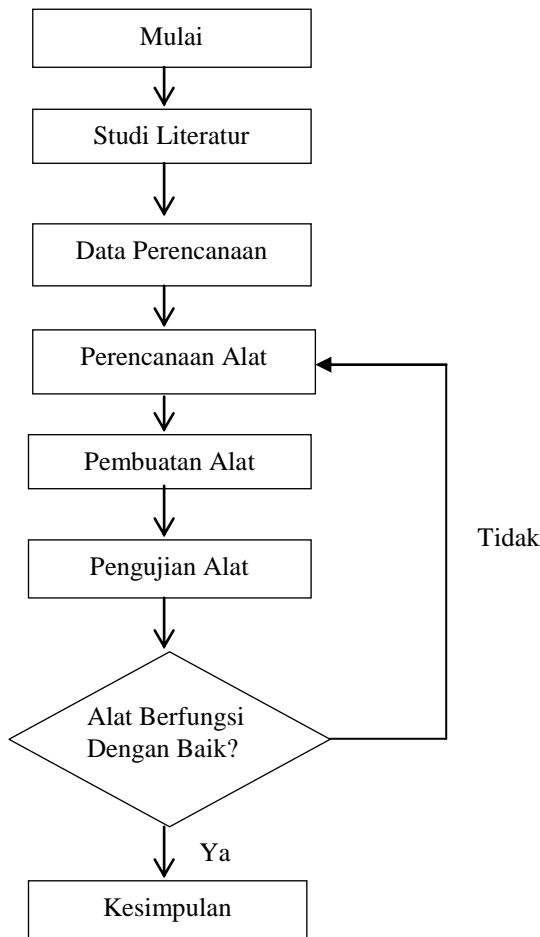 Mulai
Studi Literatur
Data Perencanaan
Perencanaan Alat
Pembuatan Alat
Pengujian Alat
Tidak
Alat Berfungsi
Dengan Baik?
Ya
Kesimpulan